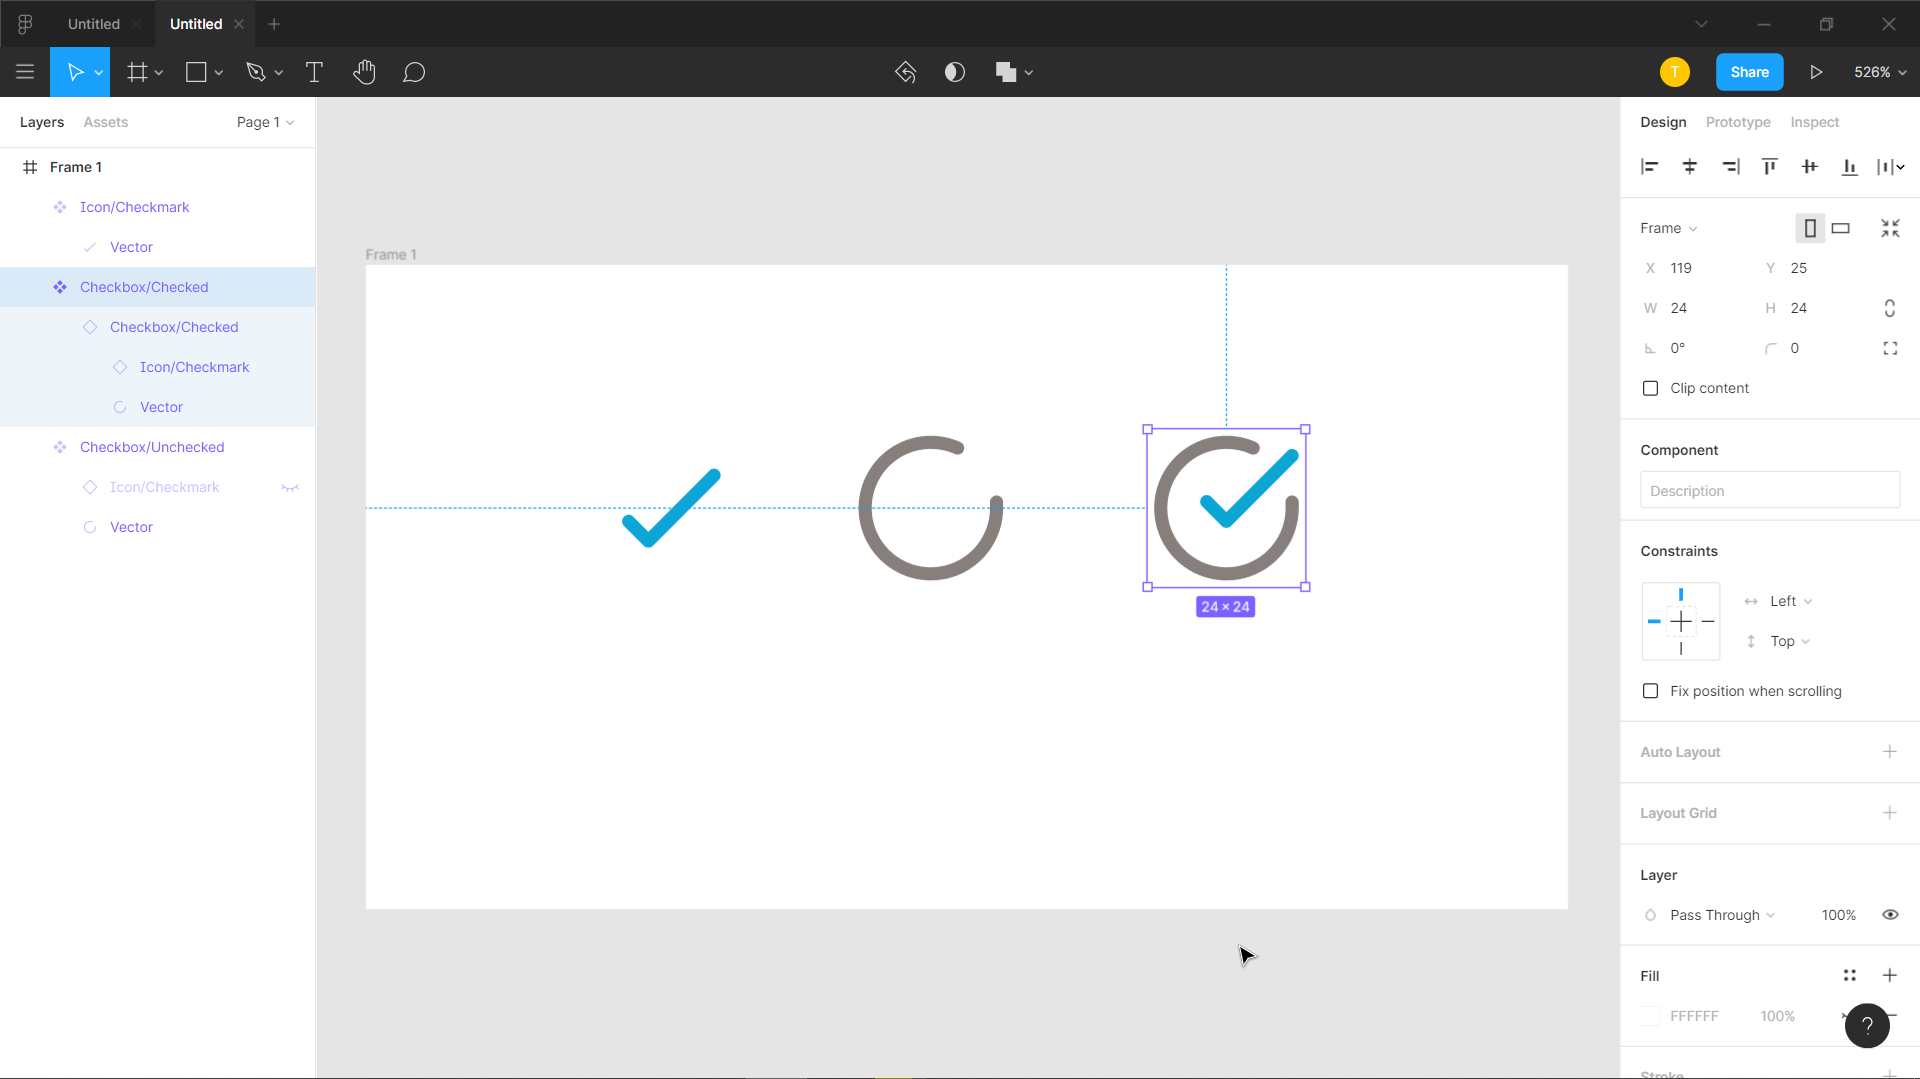 Untitled
Untitled
T
Share
526%
Layers
Assets
Page 1
Frame 1
Icon/Checkmark
Vector
Checkbox/Checked
Checkbox/Checked
Icon/Checkmark
Vector
Checkbox/Unchecked
Icon/Checkmark
Vector
Frame 1
24 × 24
Design
Prototype
Inspect
Frame
X 119
Y 25
W 24
H 24
0°
0
Clip content
Component
Description
Constraints
Left
Top
Fix position when scrolling
Auto Layout
Layout Grid
Layer
Pass Through
100%
Fill
FFFFFF
100%
?
Stroke